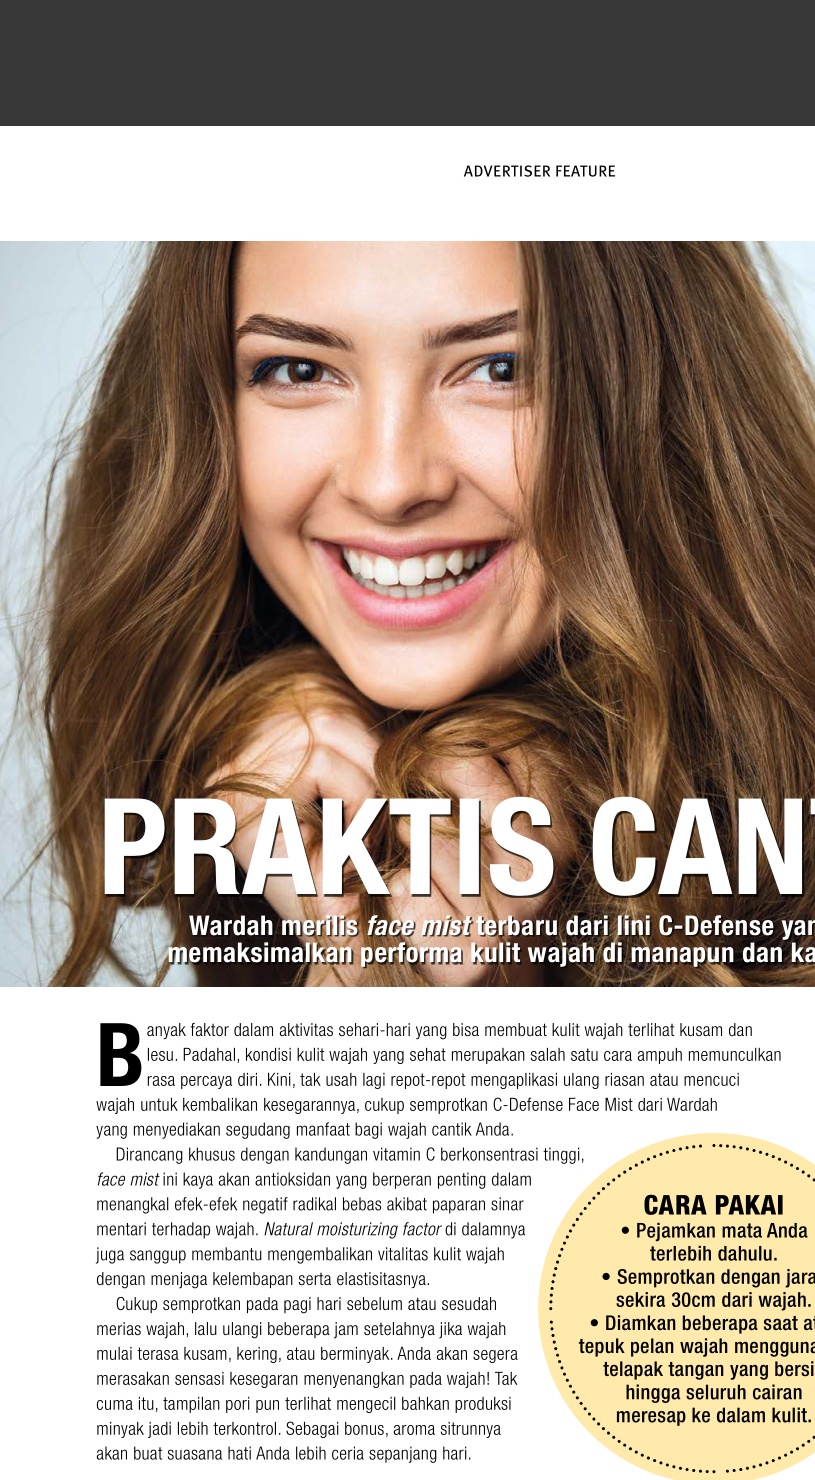 ADVERTISER FEATURE
PRAKTIS CANT
Wardah merilis face mist terbaru dari lini C-Defense yan
memaksimalkan performa kulit wajah di manapun dan ka
Banyak faktor dalam aktivitas sehari-hari yang bisa membuat kulit wajah terlihat kusam dan
lesu. Padahal, kondisi kulit wajah yang sehat merupakan salah satu cara ampuh memunculkan
rasa percaya diri. Kini, tak usah lagi repot-repot mengaplikasi ulang riasan atau mencuci
wajah untuk kembalikan kesegarannya, cukup semprotkan C-Defense Face Mist dari Wardah
yang menyediakan segudang manfaat bagi wajah cantik Anda.
Dirancang khusus dengan kandungan vitamin C berkonsentrasi tinggi,
face mist ini kaya akan antioksidan yang berperan penting dalam
menangkal efek-efek negatif radikal bebas akibat paparan sinar
mentari terhadap wajah. Natural moisturizing factor di dalamnya
juga sanggup membantu mengembalikan vitalitas kulit wajah
dengan menjaga kelembapan serta elastisitasnya.
Cukup semprotkan pada pagi hari sebelum atau sesudah
merias wajah, lalu ulangi beberapa jam setelahnya jika wajah
mulai terasa kusam, kering, atau berminyak. Anda akan segera
merasakan sensasi kesegaran menyenangkan pada wajah! Tak
cuma itu, tampilan pori pun terlihat mengecil bahkan produksi
minyak jadi lebih terkontrol. Sebagai bonus, aroma sitrunnya
akan buat suasana hati Anda lebih ceria sepanjang hari.
CARA PAKAI
• Pejamkan mata Anda
terlebih dahulu.
• Semprotkan dengan jara
sekira 30cm dari wajah.
• Diamkan beberapa saat at
tepuk pelan wajah mengguna
telapak tangan yang bersi
hingga seluruh cairan
meresap ke dalam kulit.